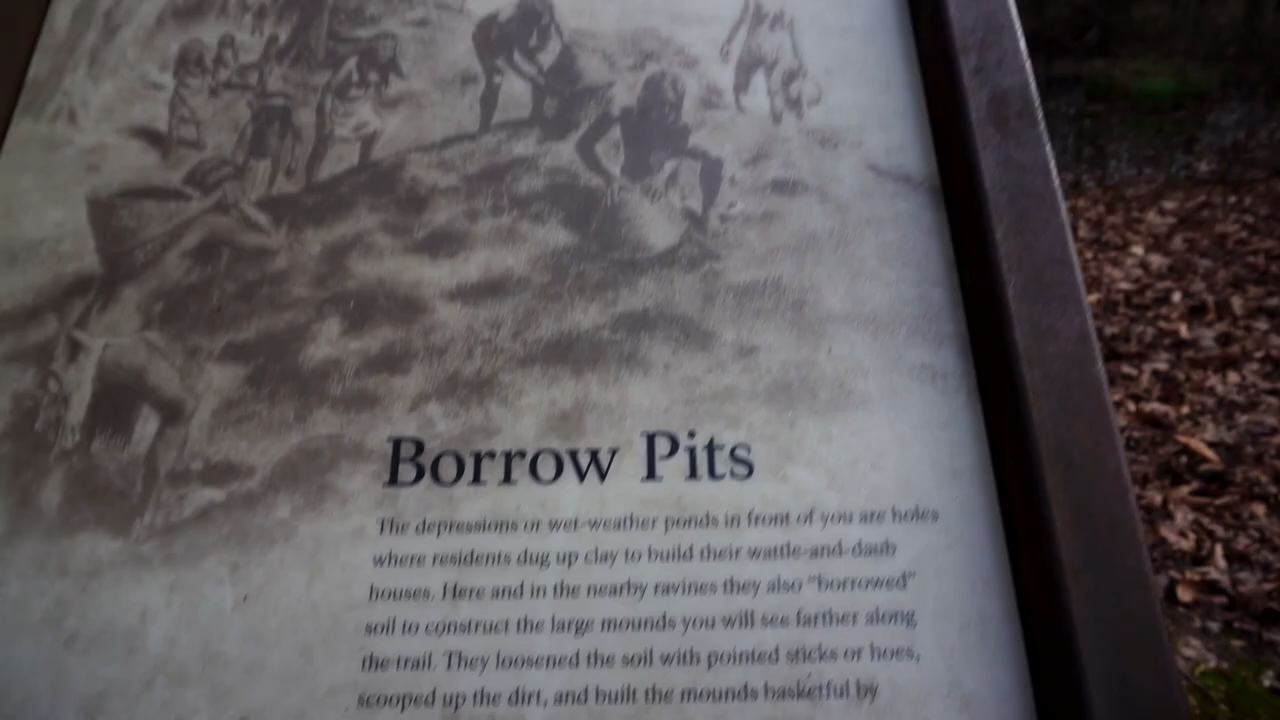 Borrow Pits
The depressions or wet-weather ponds in front of you are holes
where residents dug up clay to build their wattle-and-daub
houses. Here and in the nearby ravines they also “borrowed”
soil to construct the large mounds you will see farther along
the trail. They loosened the soil with pointed sticks or hoes,
scooped up the dirt, and built the mounds basketful by